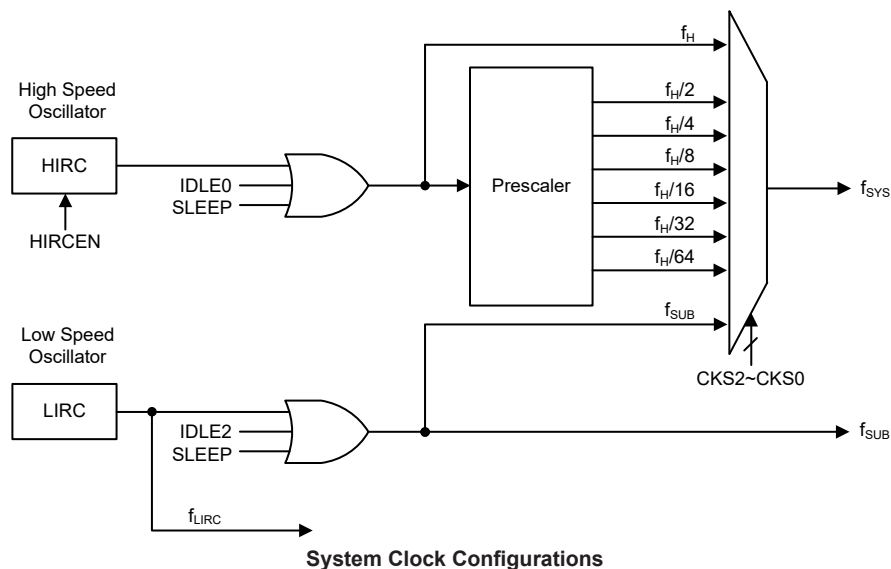 High Speed
Oscillator
HIRC
HIRCEN
IDLE0
SLEEP
Prescaler
fH
fH/2
fH/4
fH/8
fH/16
fH/32
fH/64
fSUB
fSYS
CKS2~CKS0
Low Speed
Oscillator
LIRC
IDLE2
SLEEP
fSUB
fLIRC
System Clock Configurations